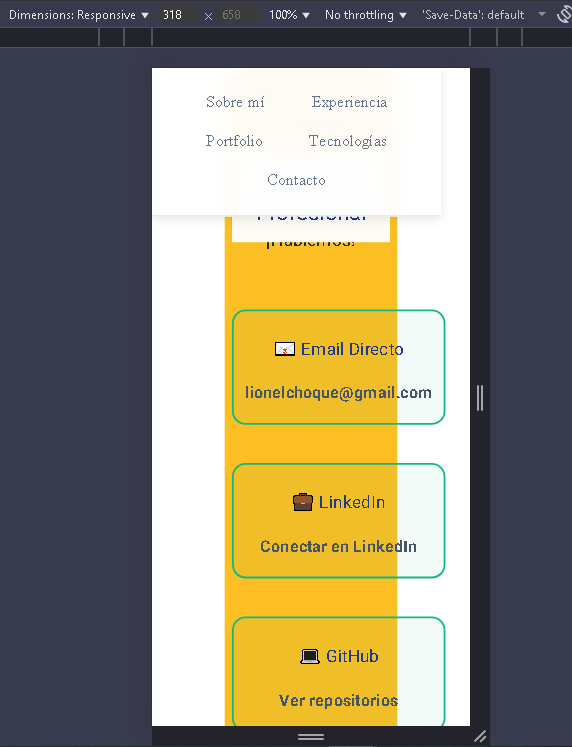 Dimensions: Responsive 318 × 658 100% No throttling 'Save-Data': default
Sobre mí Experiencia
Portfolio Tecnologías
Contacto
Profesional
¡Hablemos!
Email Directo
lionelchoque@gmail.com
LinkedIn
Conectar en LinkedIn
GitHub
Ver repositorios